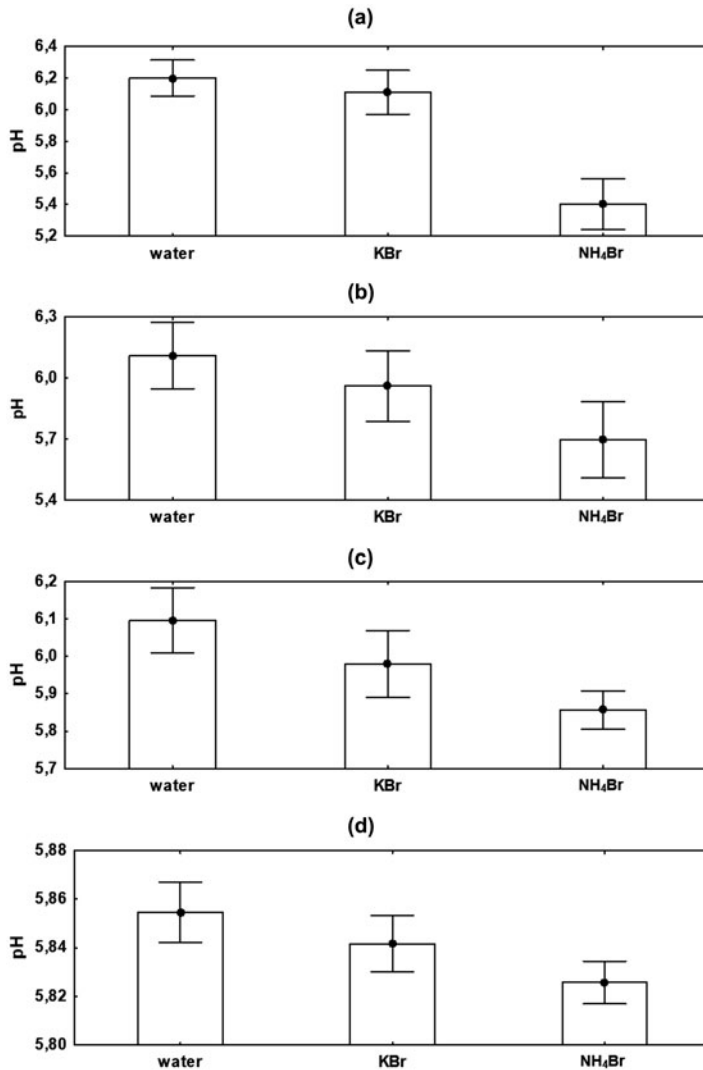 (a)
6,4
6,2
6,0
5,8
5,6
5,4
5,2
pH
water KBr NH₄Br
(b)
6,3
6,0
5,7
5,4
pH
water KBr NH₄Br
(c)
6,2
6,1
6,0
5,9
5,8
5,7
pH
water KBr NH₄Br
(d)
5,88
5,86
5,84
5,82
5,80
pH
water KBr NH₄Br